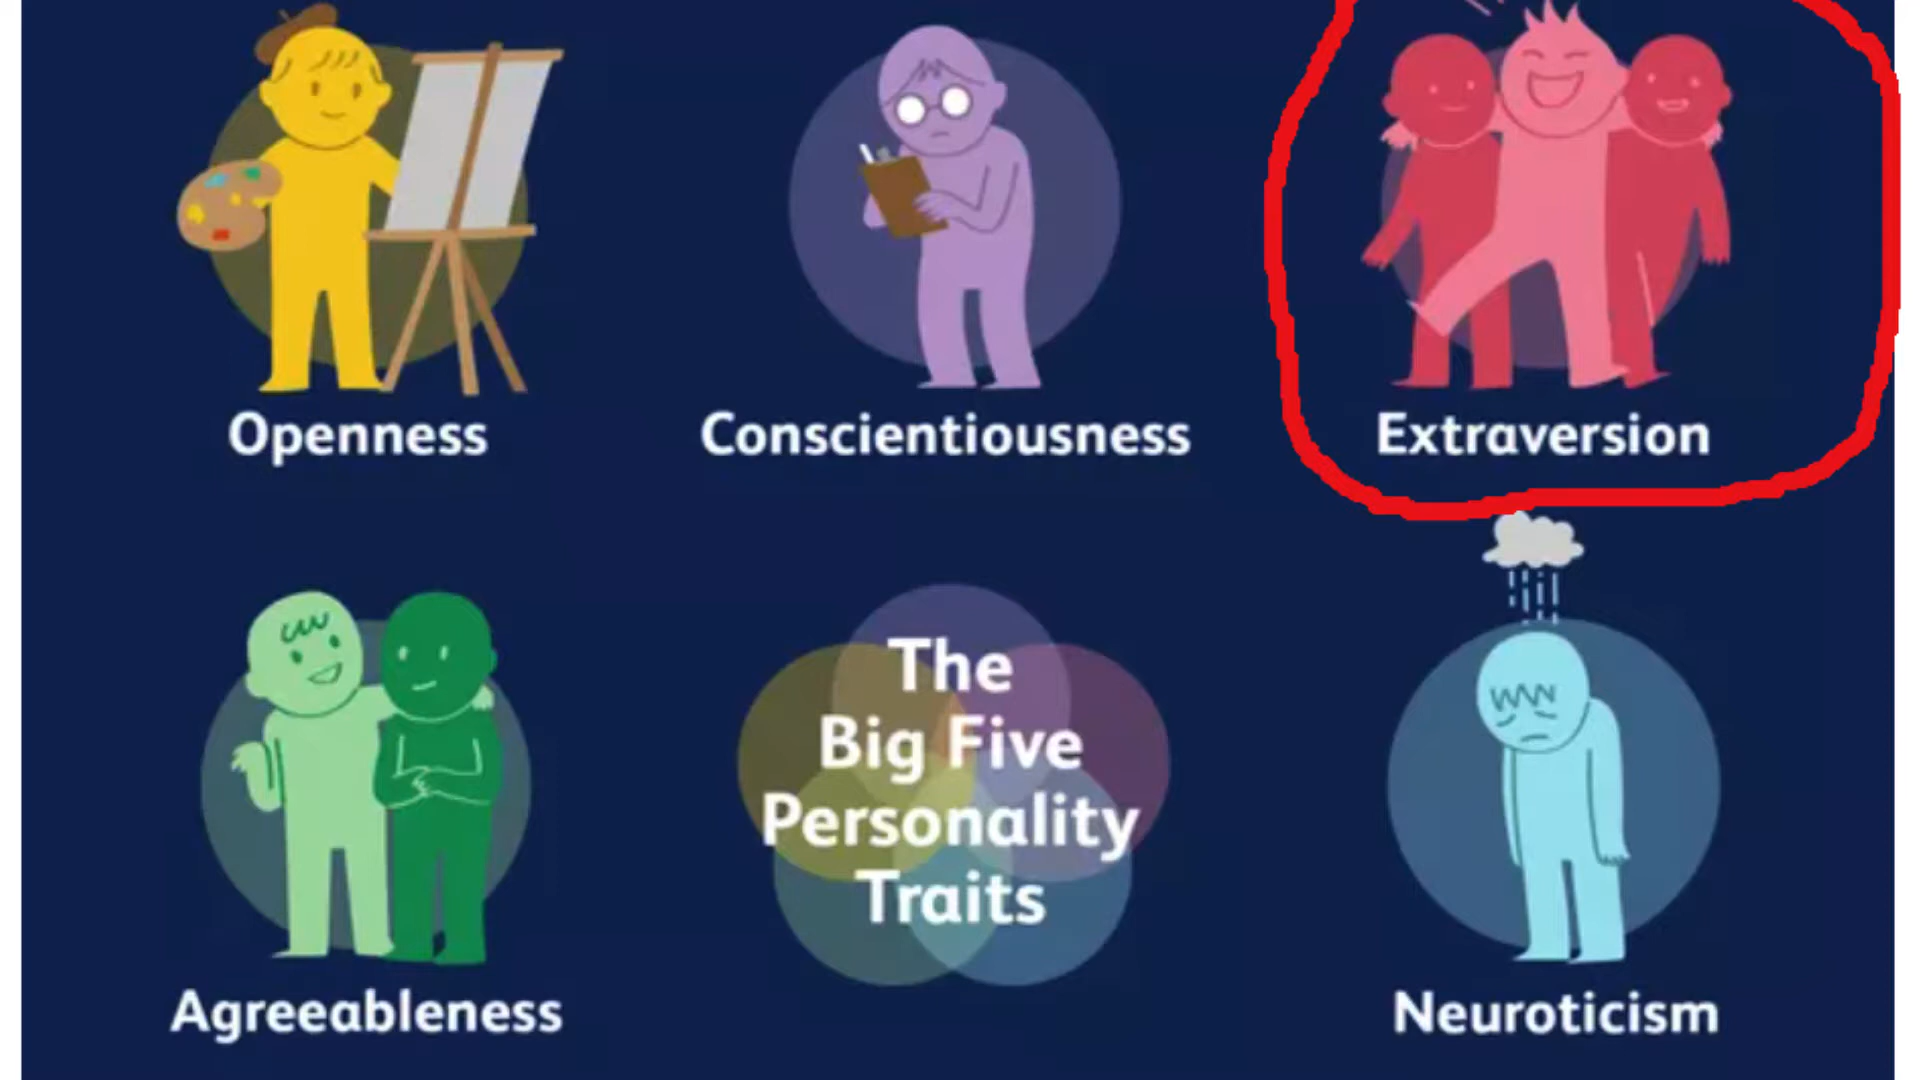 Openness
Conscientiousness
Extraversion
The
Big Five
Personality
Traits
Agreeableness
Neuroticism